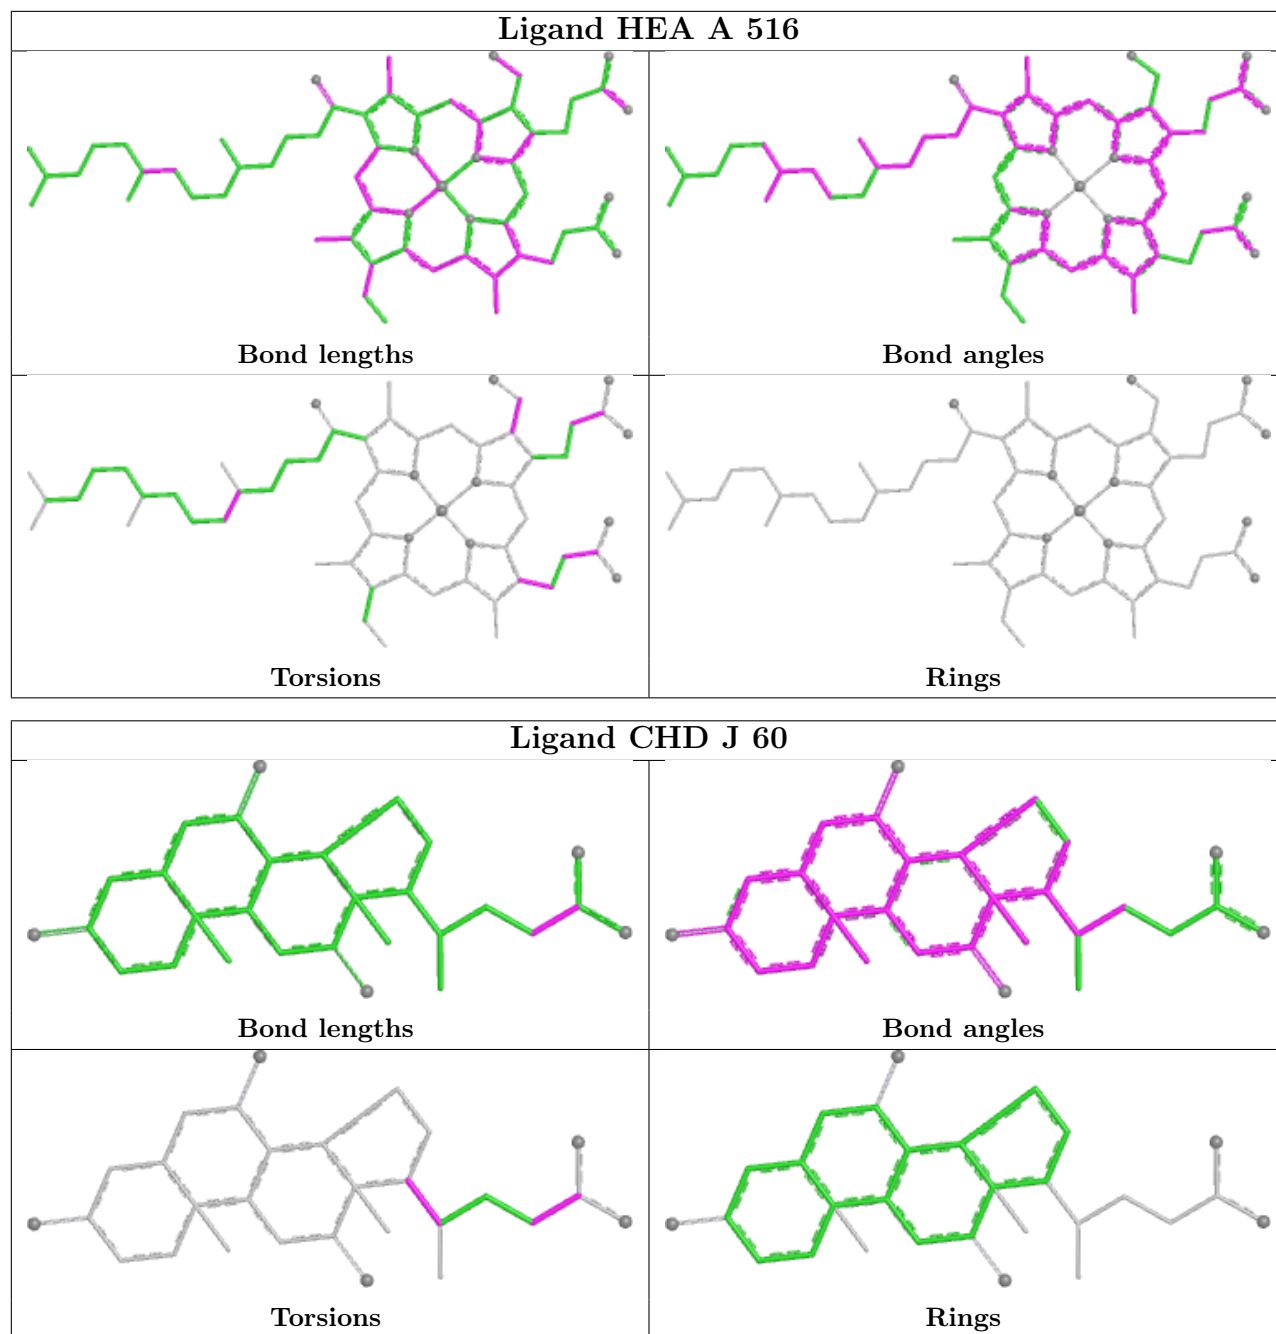 Ligand HEA A 516
Bond lengths
Bond angles
Torsions
Rings
Ligand CHD J 60
Bond lengths
Bond angles
Torsions
Rings